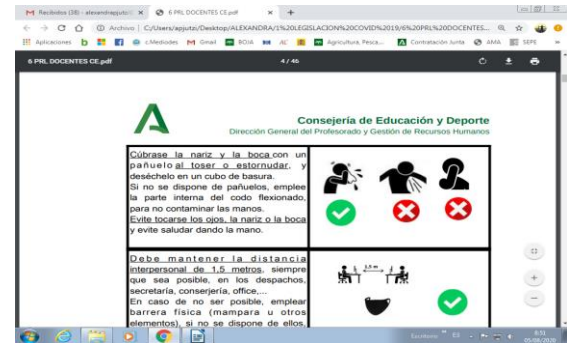 Recibidos (28) - alexandraapjutzi
6 PRL DOCENTES CE.pdf
Archivo | C:/Users/apjutzi/Desktop/ALEXANDRA/1%20LEGISLACION%20COVID%2019/6%20PRL%20DOCENTES...
Aplicaciones
c.Mediodes
Gmail
BOJA
Agricultura, Pesca...
Contratación Junta
AMA
SEPE
6 PRL DOCENTES CE.pdf
4 / 46
Consejería de Educación y Deporte
Dirección General del Profesorado y Gestión de Recursos Humanos
Cúbrase la nariz y la boca con un
pañuelo al toser o estornudar, y
deséchelo en un cubo de basura.
Si no se dispone de pañuelos, emplee
la parte interna del codo flexionado,
para no contaminar las manos.
Evite tocarse los ojos, la nariz o la boca
y evite saludar dando la mano.
Debe mantener la distancia
interpersonal de 1,5 metros, siempre
que sea posible, en los despachos,
secretaría, conserjería, office,...
En caso de no ser posible, emplear
barrera física (mampara u otros
elementos), si no se dispone de ellos,
1,5 m
Escritorio
ES
8:51
05/08/2020